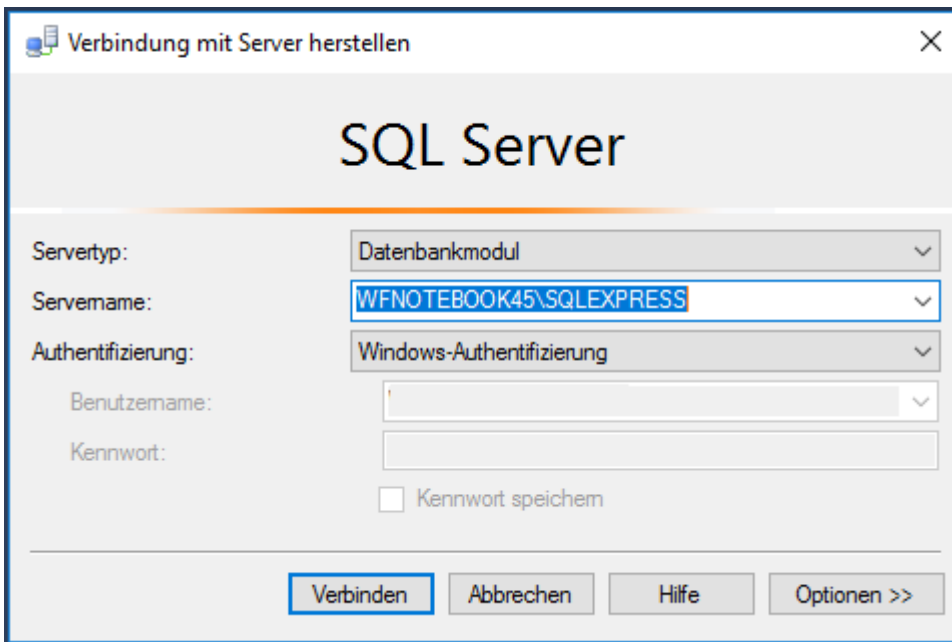 Verbindung mit Server herstellen
SQL Server
Servertyp: Datenbankmodul
Servername: WFNOTEBOOK45\SQLEXPRESS
Authentifizierung: Windows-Authentifizierung
Benutzername:
Kennwort:
Kennwort speichern
Verbinden Abbrechen Hilfe Optionen >>